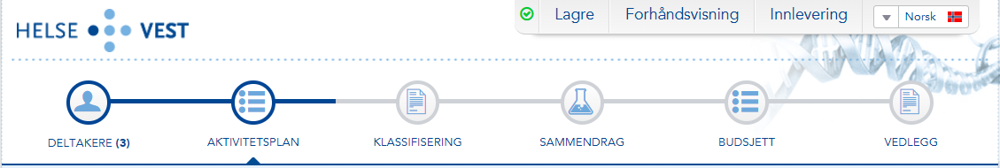 Lagre Forhåndsvisning Innlevering Norsk
HELSE VEST
DELTAKERE (3) AKTIVITETSPLAN KLASSIFISERING SAMMENDRAG BUDSJETT VEDLEGG